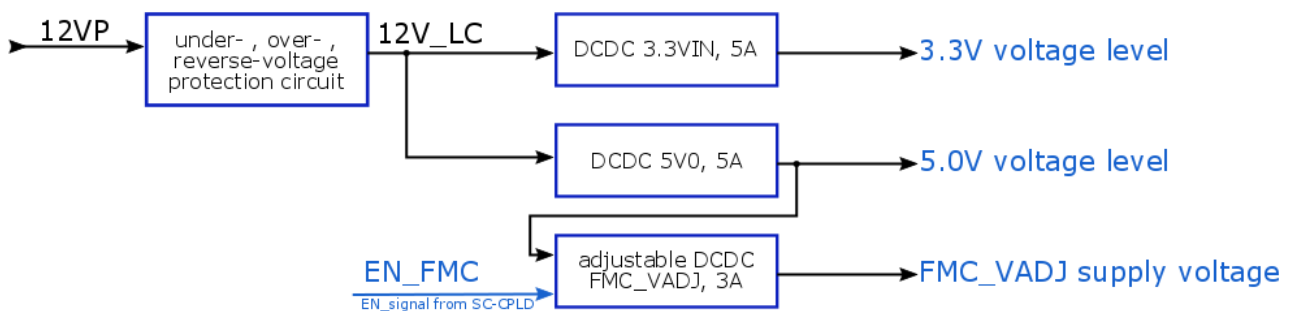 12VP
under- , over- ,
reverse-voltage
protection circuit
12V_LC
DCDC 3.3VIN, 5A
3.3V voltage level
DCDC 5V0, 5A
5.0V voltage level
EN_FMC
EN_signal from SC-CPLD
adjustable DCDC
FMC_VADJ, 3A
FMC_VADJ supply voltage